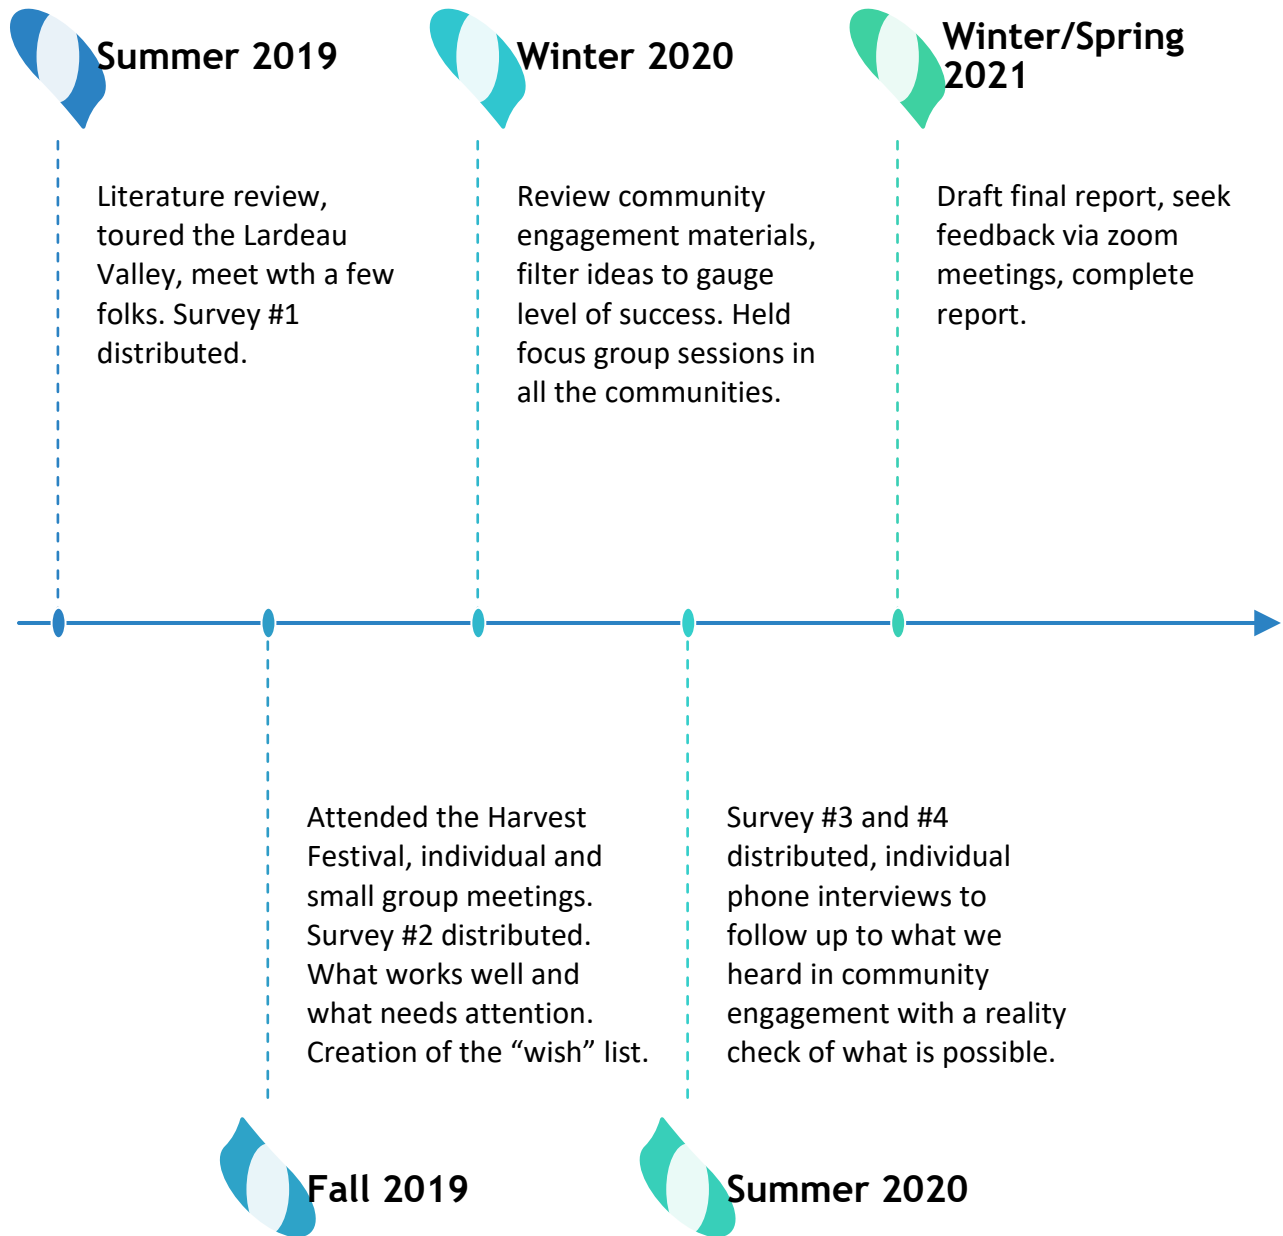 Summer 2019
Literature review,
toured the Lardeau
Valley, meet wth a few
folks. Survey #1
distributed.
Winter 2020
Review community
engagement materials,
filter ideas to gauge
level of success. Held
focus group sessions in
all the communities.
Winter/Spring
2021
Draft final report, seek
feedback via zoom
meetings, complete
report.
Attended the Harvest
Festival, individual and
small group meetings.
Survey #2 distributed.
What works well and
what needs attention.
Creation of the “wish” list.
Fall 2019
Survey #3 and #4
distributed, individual
phone interviews to
follow up to what we
heard in community
engagement with a reality
check of what is possible.
Summer 2020